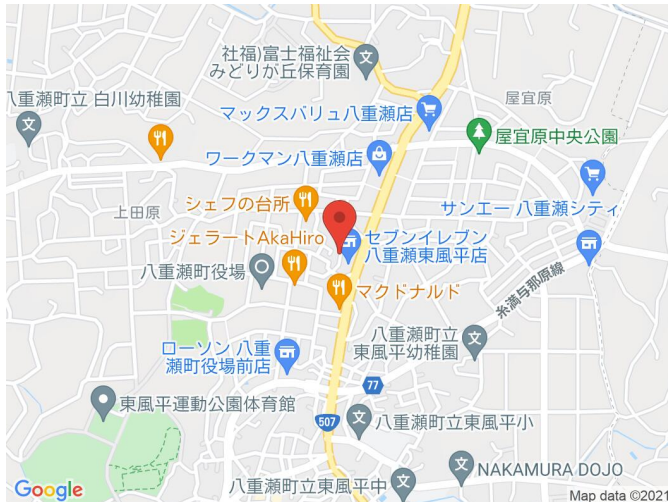 社福)富士福祉会
みどりが丘保育園
屋宜原
八重瀬町立 白川幼稚園
マックスバリュ八重瀬店
屋宜原中央公園
ワークマン八重瀬店
シェフの台所
上田原
サンエー 八重瀬シティ
ジェラートAkaHiro
セブンイレブン
八重瀬東風平店
八重瀬町役場
糸満与那原線
マクドナルド
八重瀬町立
東風平幼稚園
ローソン 八重
瀬町役場前店
77
東風平運動公園体育館
507
八重瀬町立東風平小
NAKAMURA DOJO
八重瀬町立東風平中
Google
Map data ©202